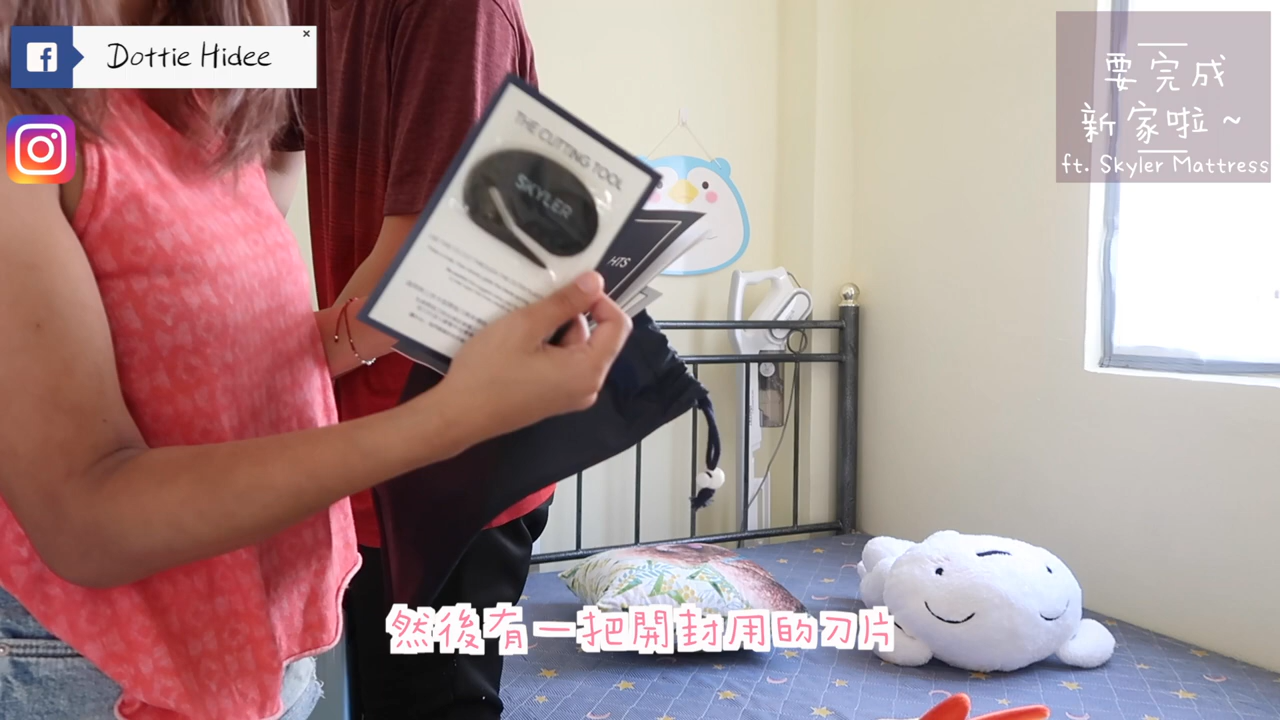 Dottie Hidee
要完成
新家啦~
ft. Skyler Mattress
THE CUTTING TOOL
SKYLER
HTS
然後有一把開封用的刀片